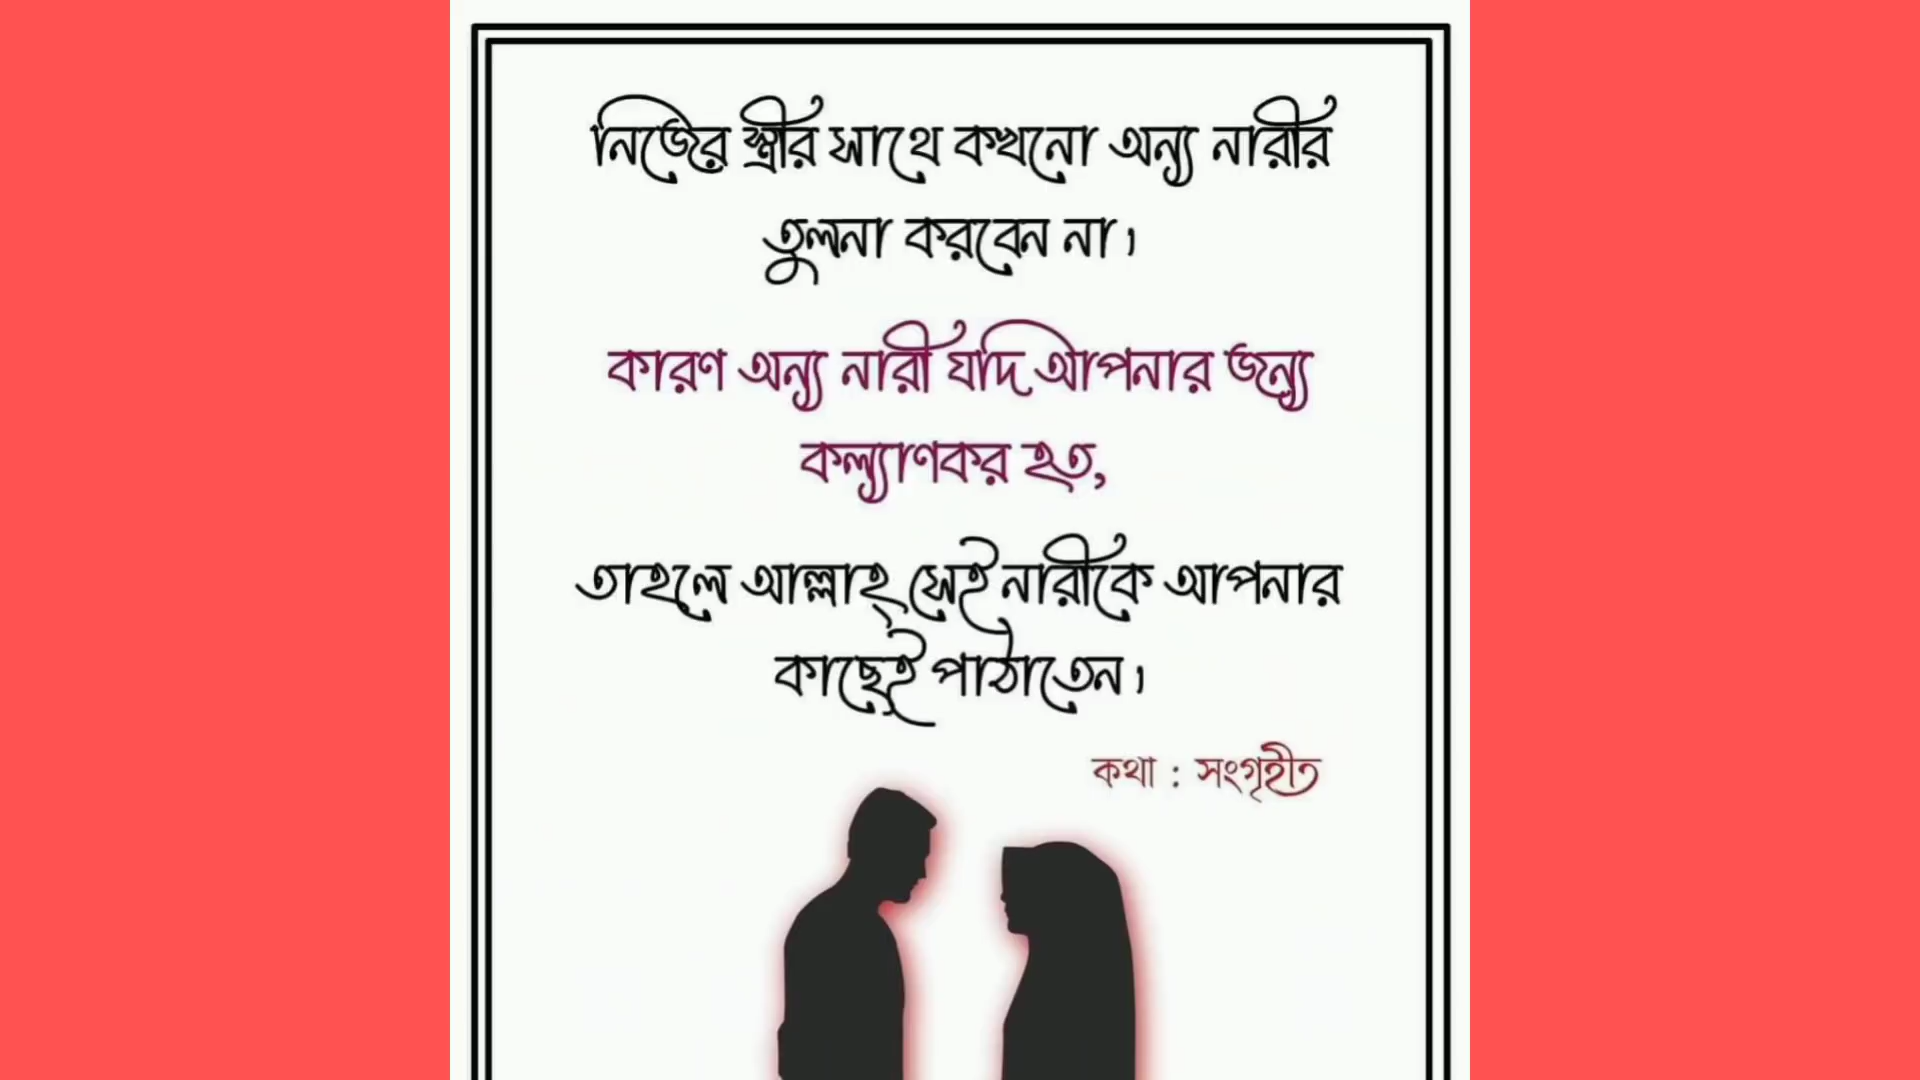 নিজের স্ত্রীর সাথে কখনো অন্য নারীর
তুলনা করবেন না।
কারণ অন্য নারী যদি আপনার জন্য
কল্যাণকর হত,
তাহলে আল্লাহ্ সেই নারীকে আপনার
কাছেই পাঠাতেন।
কথা : সংগৃহীত